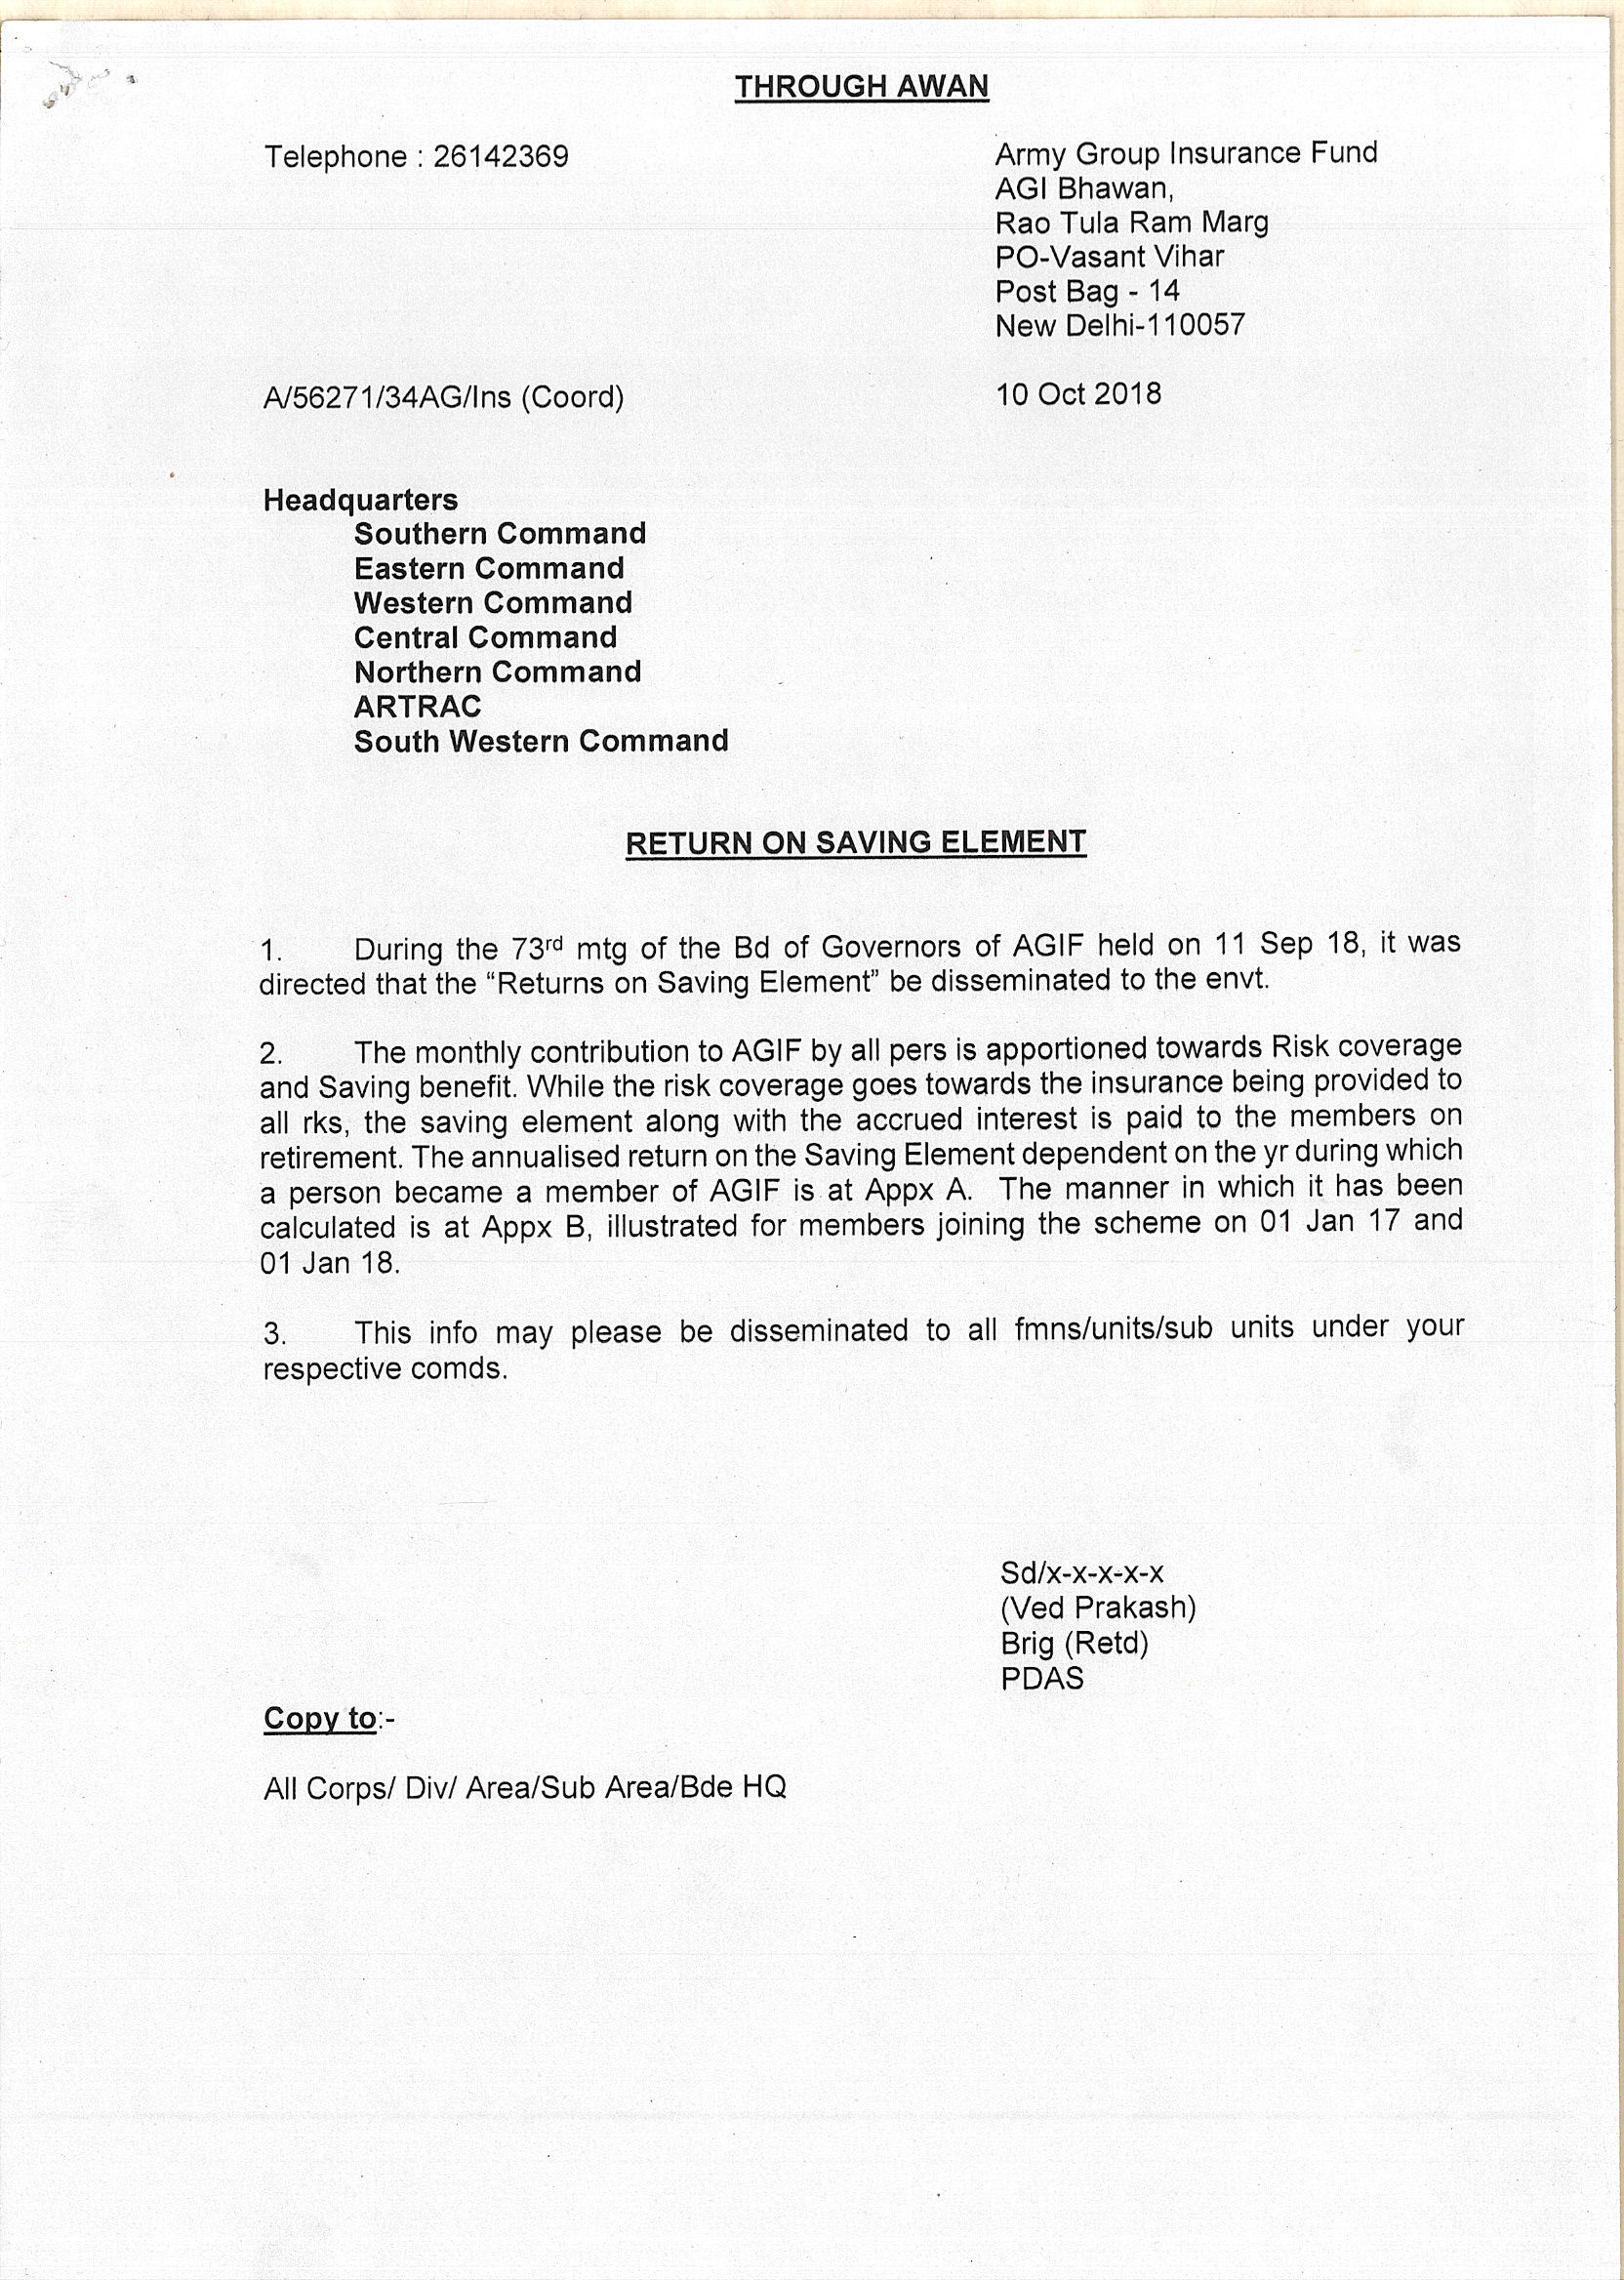 THROUGH AWAN
Telephone : 26142369
Army Group Insurance Fund
AGI Bhawan,
Rao Tula Ram Marg
PO-Vasant Vihar
Post Bag - 14
New Delhi-110057
A/56271/34AG/Ins (Coord)
10 Oct 2018
Headquarters
Southern Command
Eastern Command
Western Command
Central Command
Northern Command
ARTRAC
South Western Command
RETURN ON SAVING ELEMENT
1. During the 73rd mtg of the Bd of Governors of AGIF held on 11 Sep 18, it was
directed that the “Returns on Saving Element” be disseminated to the envt.
2. The monthly contribution to AGIF by all pers is apportioned towards Risk coverage
and Saving benefit. While the risk coverage goes towards the insurance being provided to
all rks, the saving element along with the accrued interest is paid to the members on
retirement. The annualised return on the Saving Element dependent on the yr during which
a person became a member of AGIF is at Appx A. The manner in which it has been
calculated is at Appx B, illustrated for members joining the scheme on 01 Jan 17 and
01 Jan 18.
3. This info may please be disseminated to all fmns/units/sub units under your
respective comds.
Sd/x-x-x-x-x
(Ved Prakash)
Brig (Retd)
PDAS
Copy to:-
All Corps/ Div/ Area/Sub Area/Bde HQ